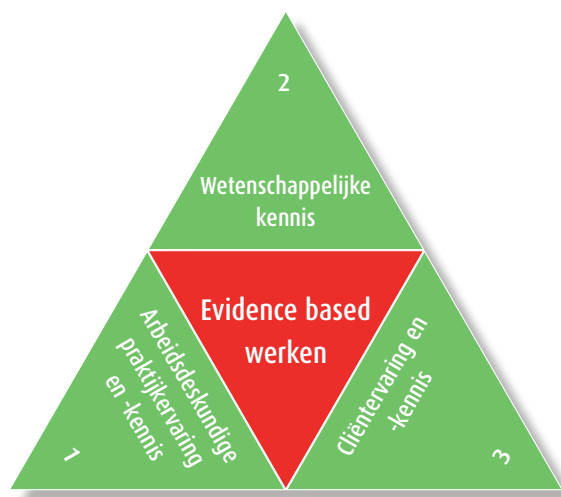 2
Wetenschappelijke
kennis
Evidence based
werken
Arbeidsdeskundige
praktijkervaring
en -kennis
1
Cliëntervaring en
-kennis
3